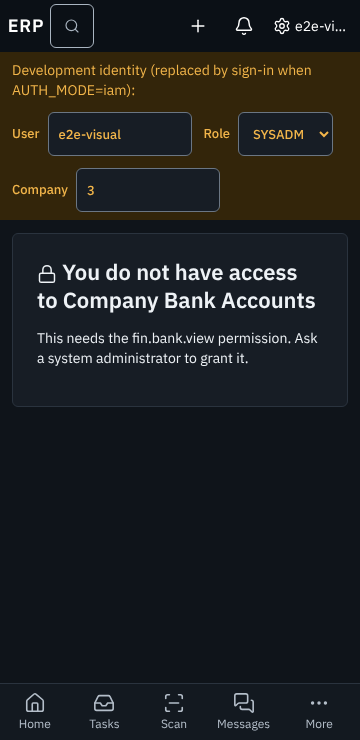 ERP
e2e-vi...
Development identity (replaced by sign-in when
AUTH_MODE=iam):
User e2e-visual Role SYSADM
Company 3
You do not have access
to Company Bank Accounts
This needs the fin.bank.view permission. Ask
a system administrator to grant it.
Home Tasks Scan Messages More